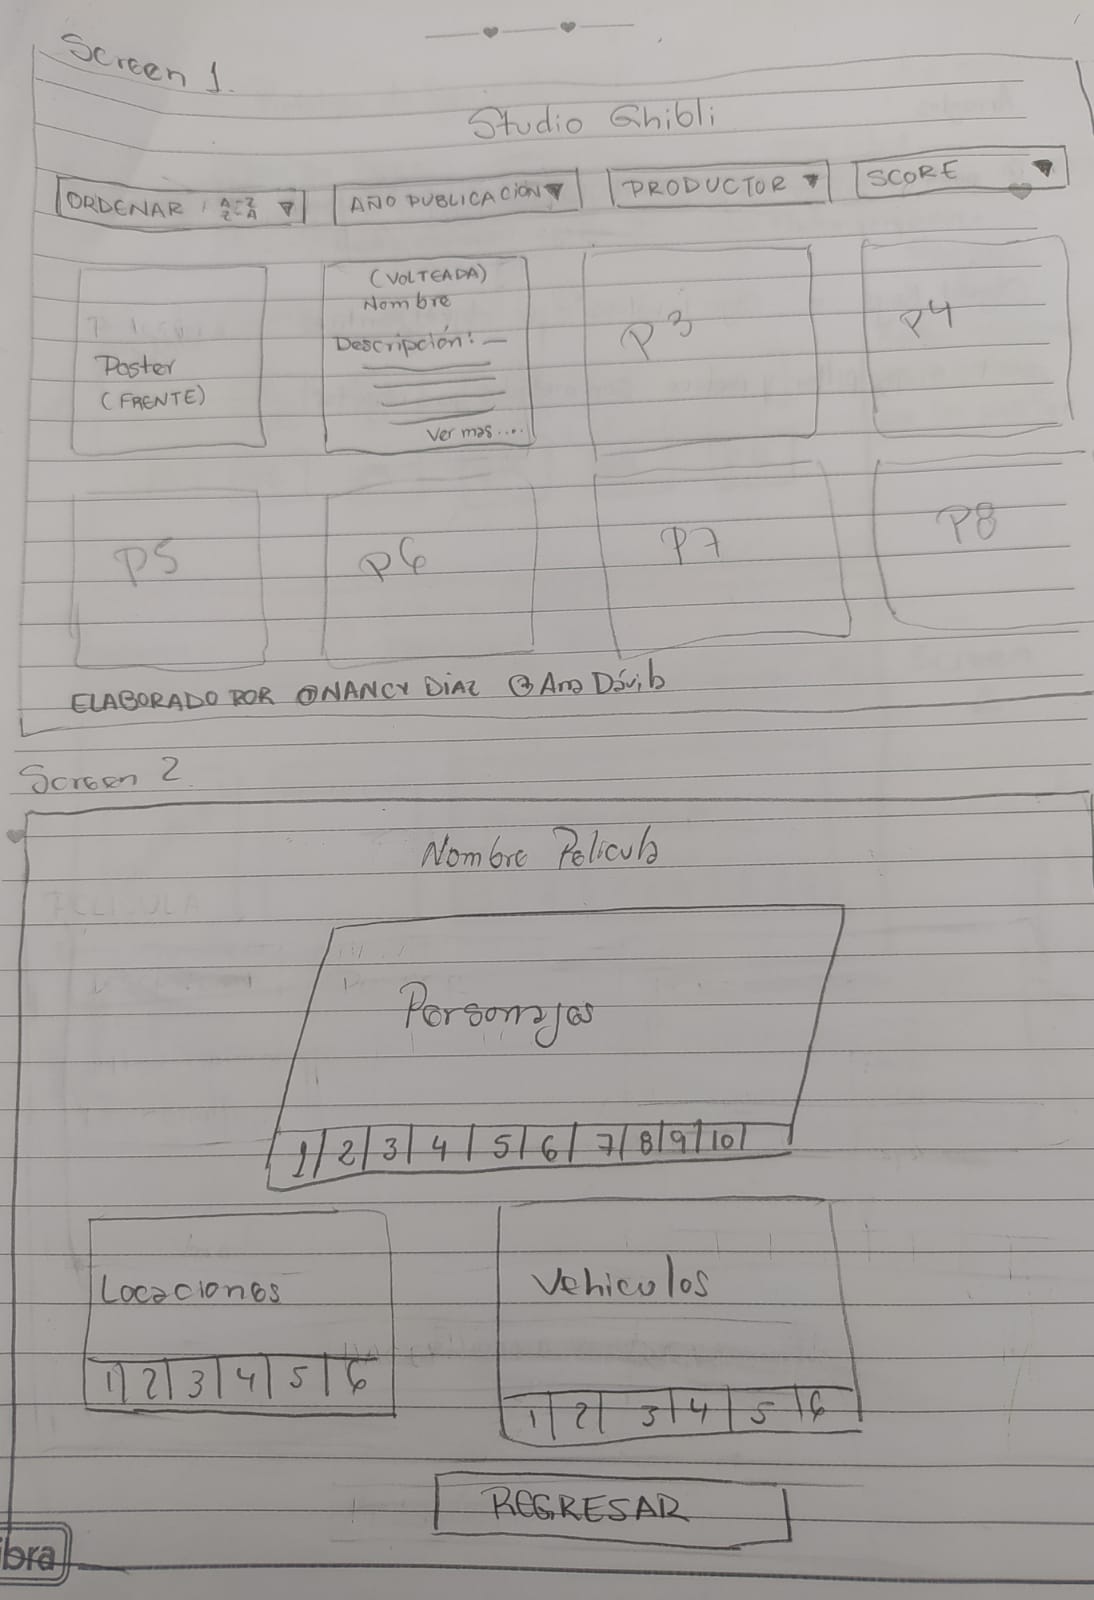 Screen 1.
Studio Ghibli
ORDENAR : A-Z Z-A
AÑO PUBLICACIÓN
PRODUCTOR
SCORE
Poster
(FRENTE)
(VOLTEADA)
Nombre
Descripción: —
Ver mas....
P3
P4
P5
P6
P7
P8
ELABORADO POR @NANCY DÍAZ @Ana Dávila
Screen 2
Nombre Pelicula
Personajes
1 2 3 4 5 6 7 8 9 10
Locaciones
1 2 3 4 5 6
Vehiculos
1 2 3 4 5 6
REGRESAR
ibra